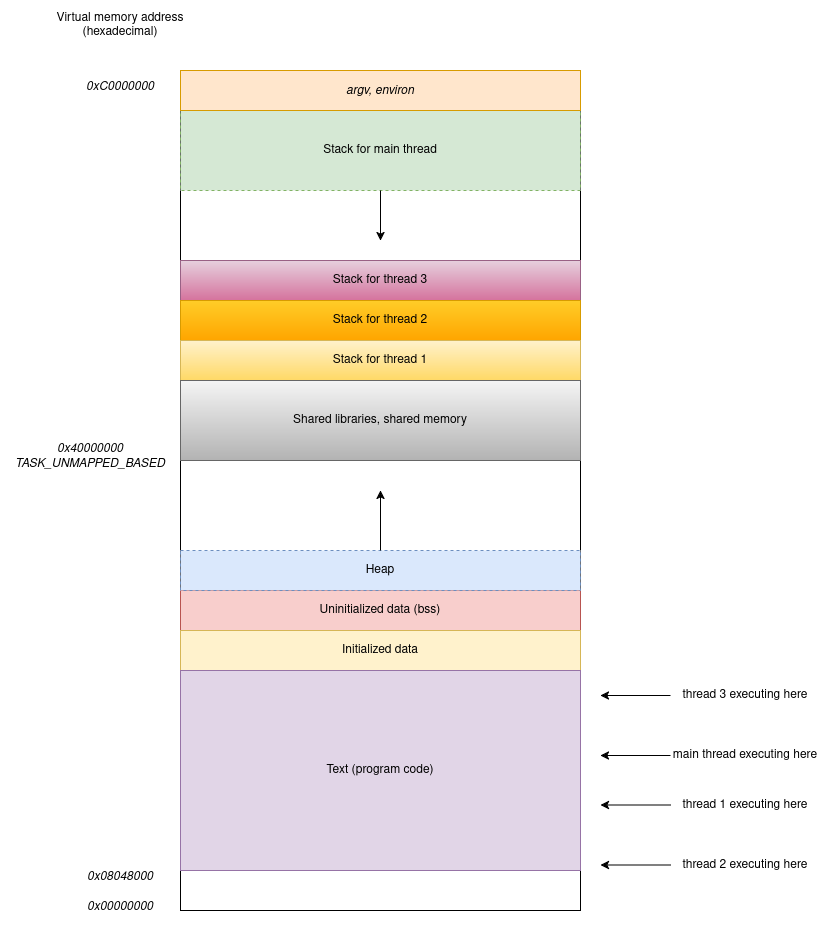 Virtual memory address
(hexadecimal)
0xC0000000
argv, environ
Stack for main thread
Stack for thread 3
Stack for thread 2
Stack for thread 1
Shared libraries, shared memory
0x40000000
TASK_UNMAPPED_BASED
Heap
Uninitialized data (bss)
Initialized data
thread 3 executing here
main thread executing here
Text (program code)
thread 1 executing here
thread 2 executing here
0x08048000
0x00000000